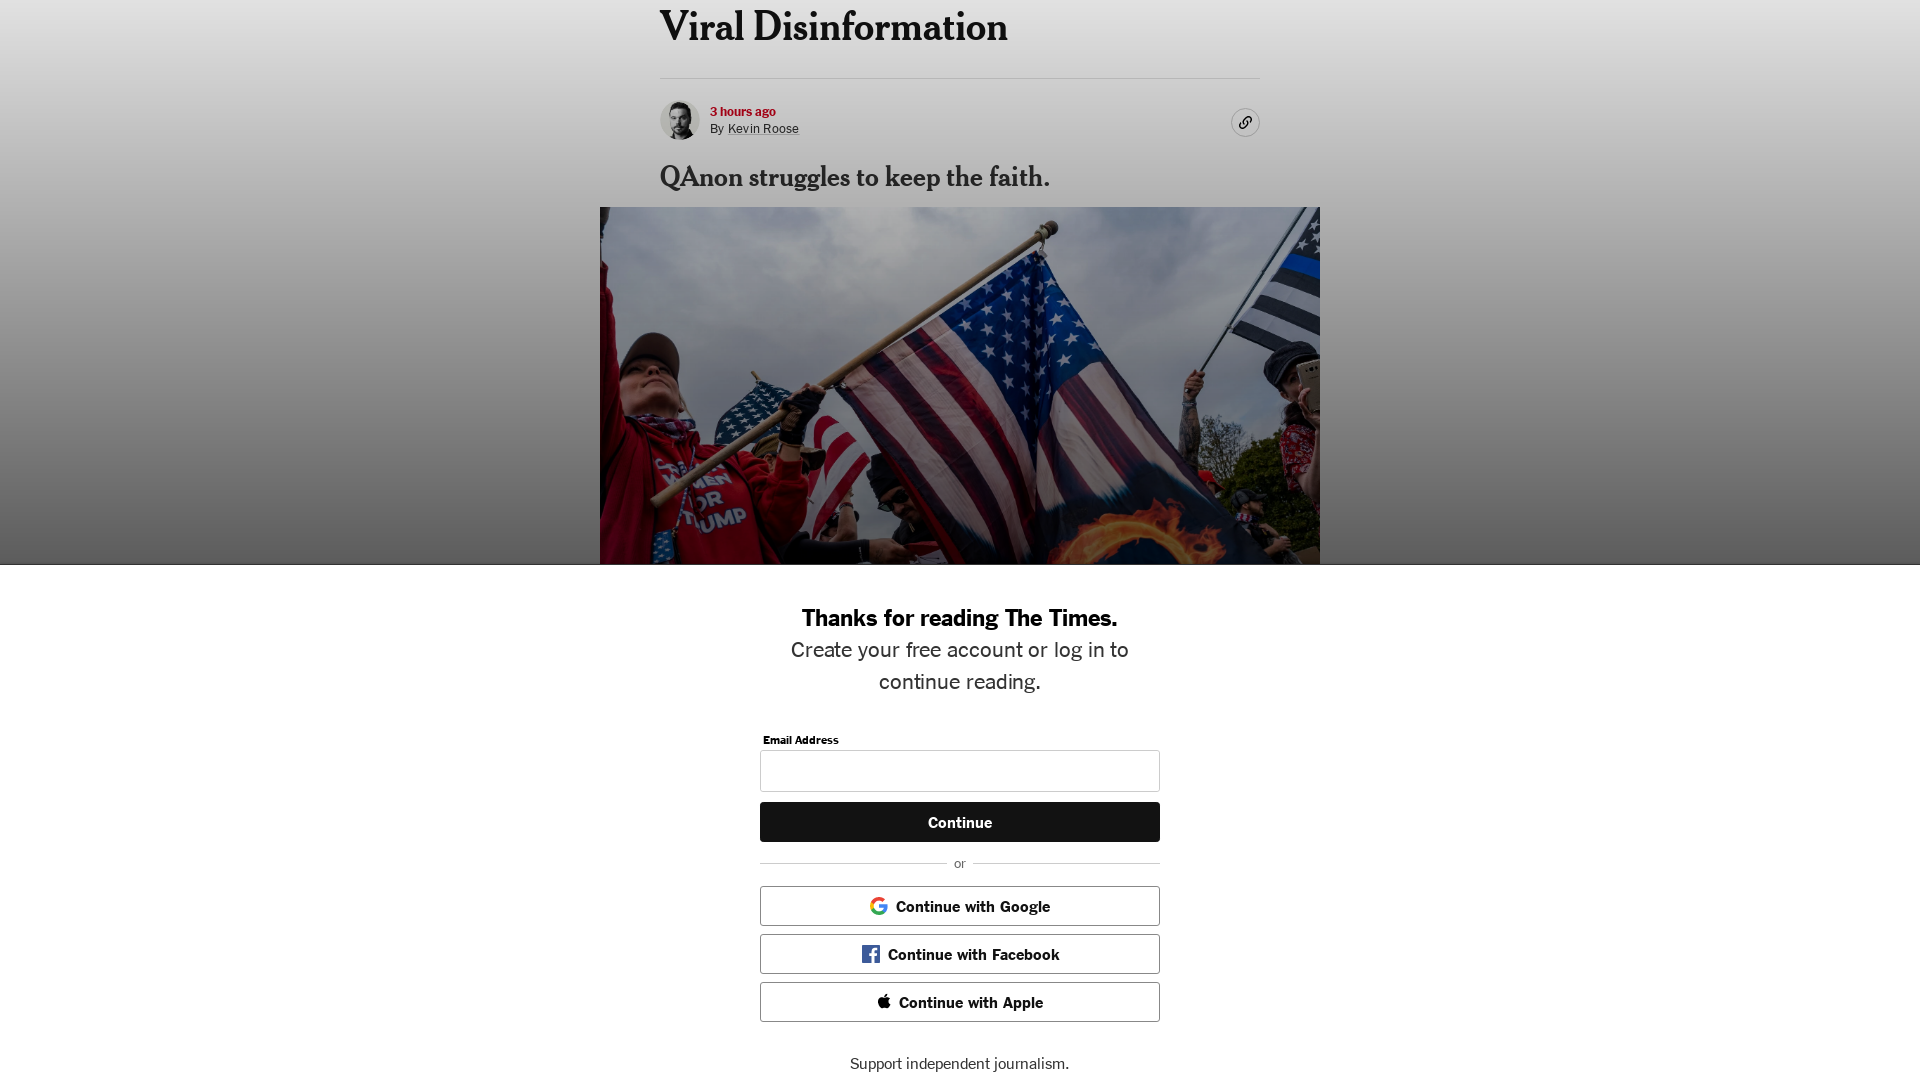 Viral Disinformation
3 hours ago
By Kevin Roose
QAnon struggles to keep the faith.
WOMEN
FOR
TRUMP
Thanks for reading The Times.
Create your free account or log in to
continue reading.
Email Address
Continue
or
Continue with Google
Continue with Facebook
Continue with Apple
Support independent journalism.